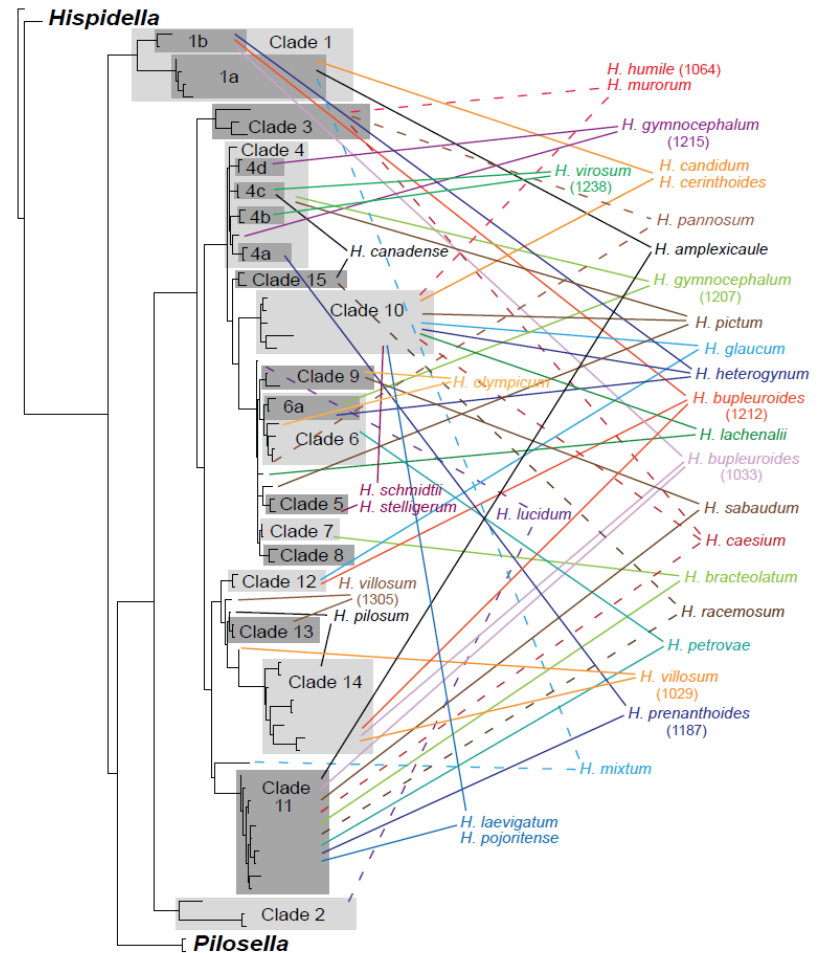 Hispidella
1b
Clade 1
1a
Clade 3
Clade 4
4d
4c
4b
4a
Clade 15
Clade 10
Clade 9
6a
Clade 6
Clade 5
Clade 7
Clade 8
Clade 12
Clade 13
Clade 14
Clade
11
Clade 2
Pilosella
H. humile (1064)
H. murorum
H. gymnocephalum
(1215)
H. virosum
(1238)
H. candidum
H. cerinthoides
H. pannosum
H. canadense
H. amplexicaule
H. gymnocephalum
(1207)
H. pictum
H. glaucum
H. olympicum
H. heterogynum
H. bupleuroides
(1212)
H. lachenalii
H. bupleuroides
(1033)
H. schmidtii
H. stelligerum
H. lucidum
H. sabaudum
H. caesium
H. bracteolatum
H. villosum
(1305)
H. pilosum
H. racemosum
H. petrovae
H. villosum
(1029)
H. prenanthoides
(1187)
H. mixtum
H. laevigatum
H. pojoritense